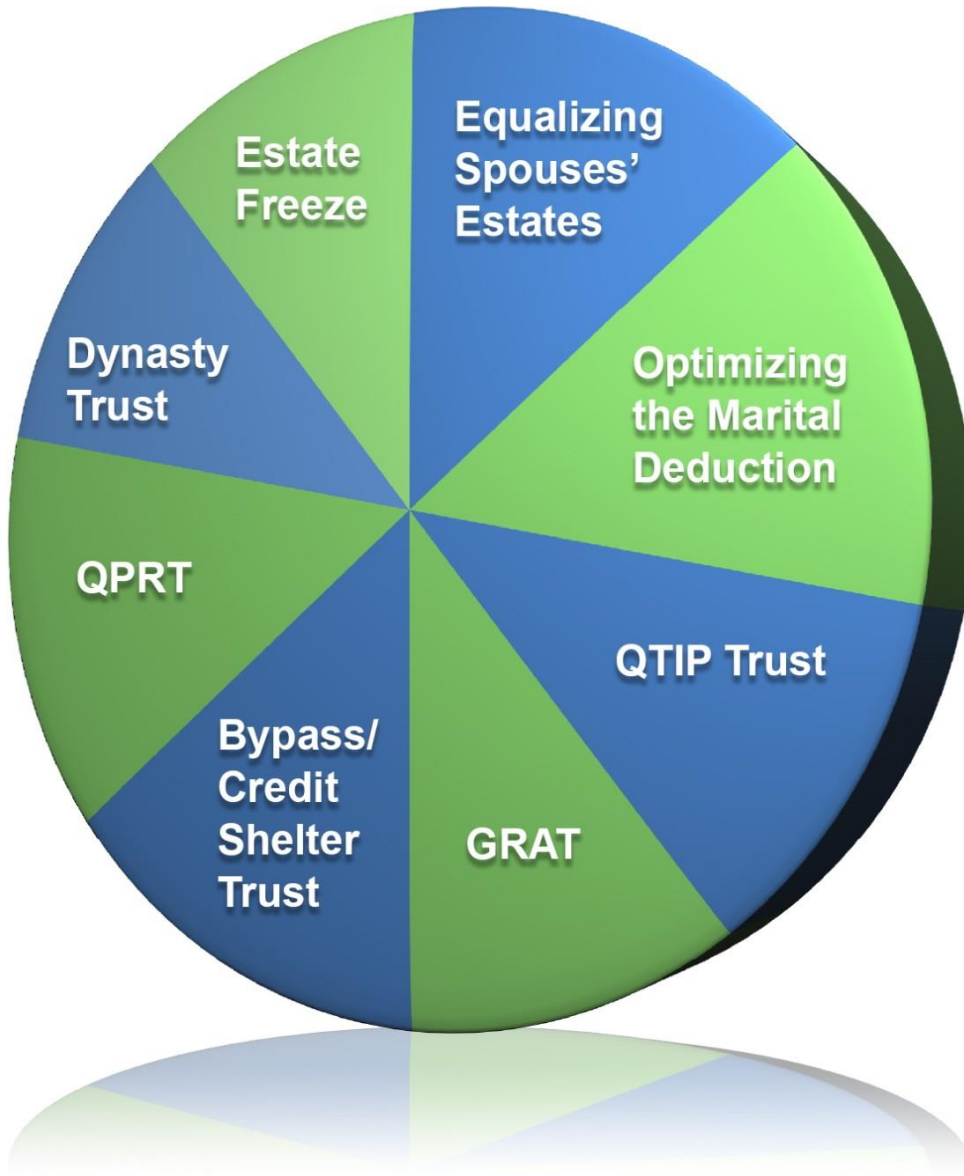 Equalizing
Spouses’
Estates
Optimizing
the Marital
Deduction
QTIP Trust
GRAT
Bypass/
Credit
Shelter
Trust
QPRT
Dynasty
Trust
Estate
Freeze